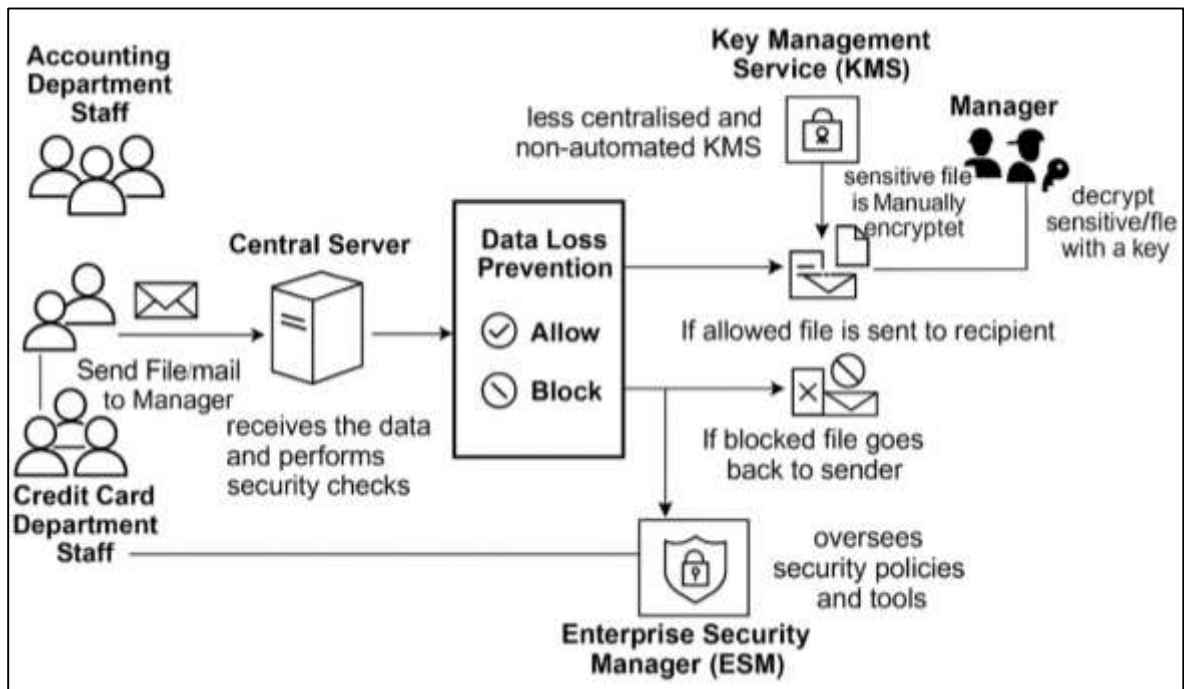 Accounting
Department
Staff
Key Management
Service (KMS)
less centralised and
non-automated KMS
Manager
sensitive file
is Manually
encryptet
decrypt
sensitive/fle
with a key
Central Server
Data Loss
Prevention
Allow
Block
Send File/mail
to Manager
receives the data
and performs
security checks
If allowed file is sent to recipient
If blocked file goes
back to sender
Credit Card
Department
Staff
oversees
security policies
and tools
Enterprise Security
Manager (ESM)